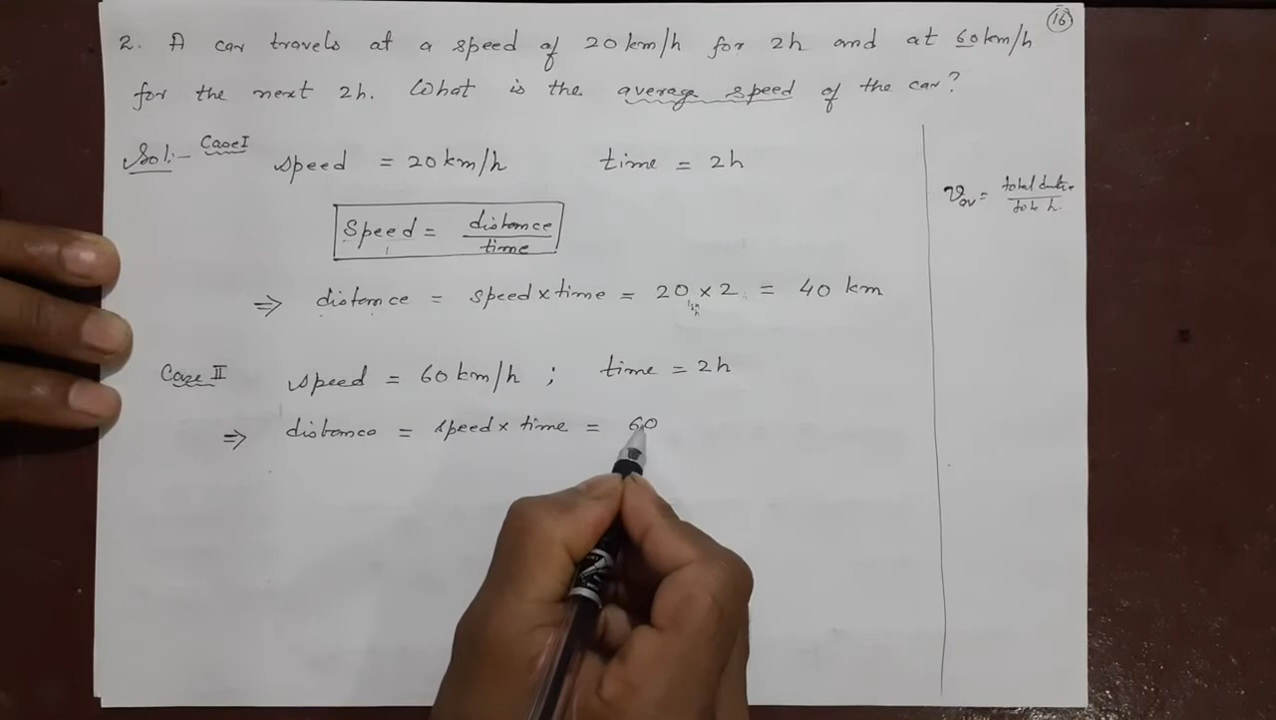 16
2. A car travels at a speed of 20 km/h for 2h and at 60 km/h
for the next 2h. What is the average speed of the car?
Sol:- Case I speed = 20 km/h time = 2h
Speed = distance / time
⇒ distance = speed × time = 20 × 2 = 40 km
km/h
Case II speed = 60 km/h ; time = 2h
⇒ distance = speed × time = 60
Vav = total /